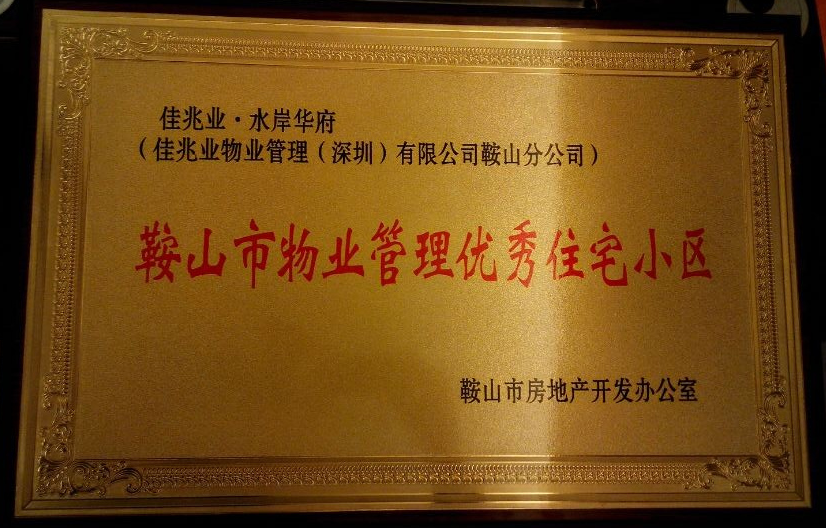 佳兆业·水岸华府
（佳兆业物业管理（深圳）有限公司鞍山分公司）
鞍山市物业管理优秀住宅小区
鞍山市房地产开发办公室